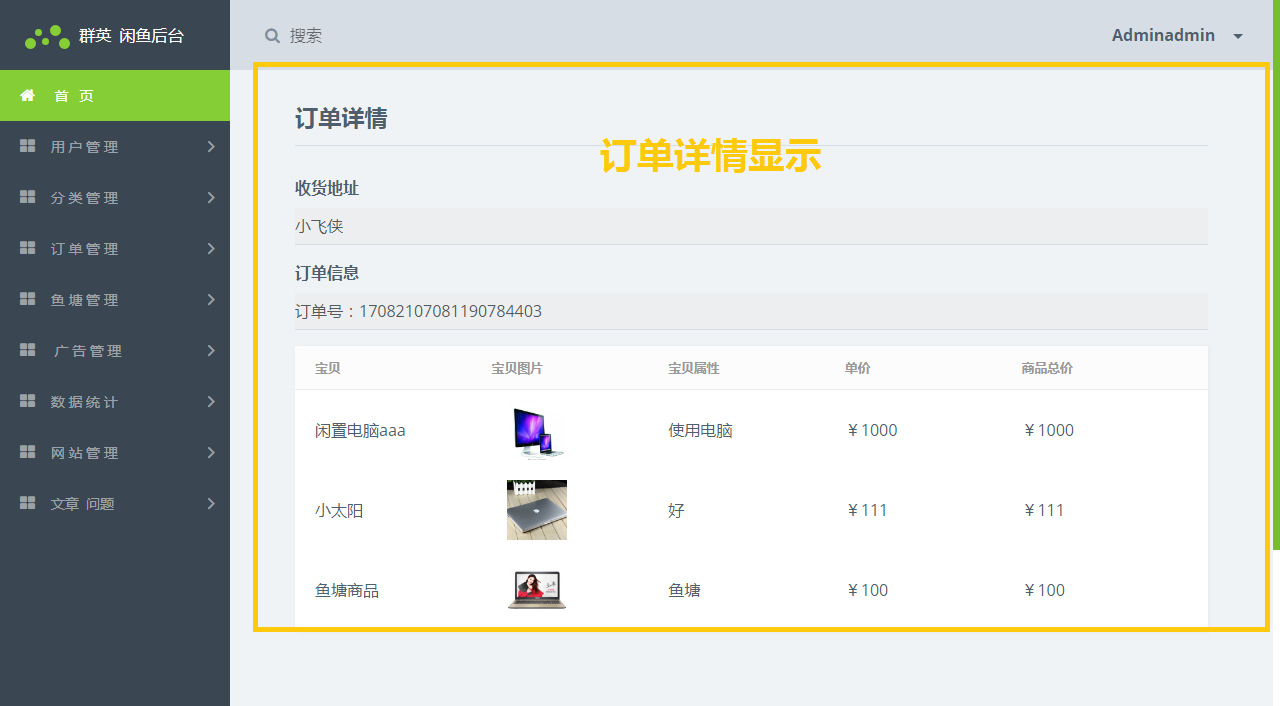 群英 闲鱼后台
搜索
Adminadmin
首 页
用户管理
分类管理
订单管理
鱼塘管理
广告管理
数据统计
网站管理
文章 问题
订单详情
订单详情显示
收货地址
小飞侠
订单信息
订单号：17082107081190784403
宝贝 宝贝图片 宝贝属性 单价 商品总价
闲置电脑aaa 使用电脑 ￥1000 ￥1000
小太阳 好 ￥111 ￥111
鱼塘商品 鱼塘 ￥100 ￥100